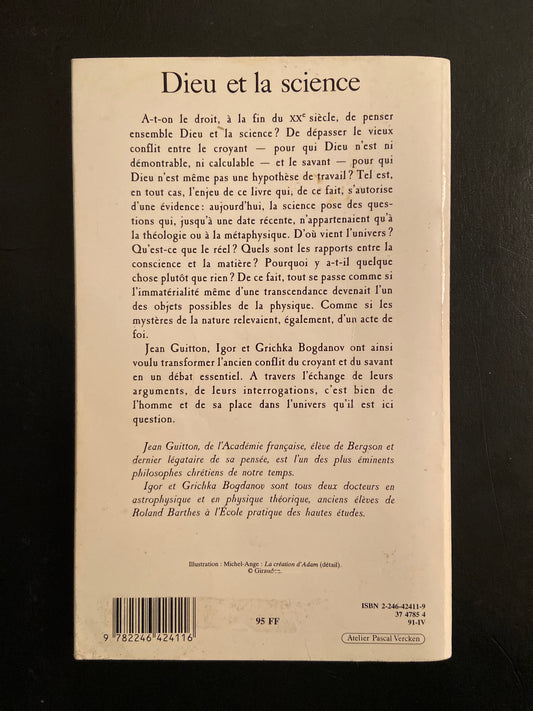 Dieu et la science
A-t-on le droit, à la fin du XXe siècle, de penser
ensemble Dieu et la science ? De dépasser le vieux
conflit entre le croyant — pour qui Dieu n'est ni
démontrable, ni calculable — et le savant — pour qui
Dieu n'est même pas une hypothèse de travail ? Tel est,
en tout cas, l'enjeu de ce livre qui, de ce fait, s'autorise
d'une évidence : aujourd'hui, la science pose des ques-
tions qui, jusqu'à une date récente, n'appartenaient qu'à
la théologie ou à la métaphysique. D'où vient l'univers ?
Qu'est-ce que le réel ? Quels sont les rapports entre la
conscience et la matière ? Pourquoi y a-t-il quelque
chose plutôt que rien ? De ce fait, tout se passe comme si
l'immatérialité même d'une transcendance devenait l'un
des objets possibles de la physique. Comme si les
mystères de la nature relevaient, également, d'un acte de
foi.
Jean Guitton, Igor et Grichka Bogdanov ont ainsi
voulu transformer l'ancien conflit du croyant et du savant
en un débat essentiel. A travers l'échange de leurs
arguments, de leurs interrogations, c'est bien de
l'homme et de sa place dans l'univers qu'il est ici
question.
Jean Guitton, de l'Académie française, élève de Bergson et
dernier légataire de sa pensée, est l'un des plus éminents
philosophes chrétiens de notre temps.
Igor et Grichka Bogdanov sont tous deux docteurs en
astrophysique et en physique théorique, anciens élèves de
Roland Barthes à l'École pratique des hautes études.
Illustration : Michel-Ange : La création d'Adam (détail).
© Giraudon.
ISBN 2-246-42411-9
37 4785 4
91-IV
95 FF
9 782246 424116
Atelier Pascal Vercken